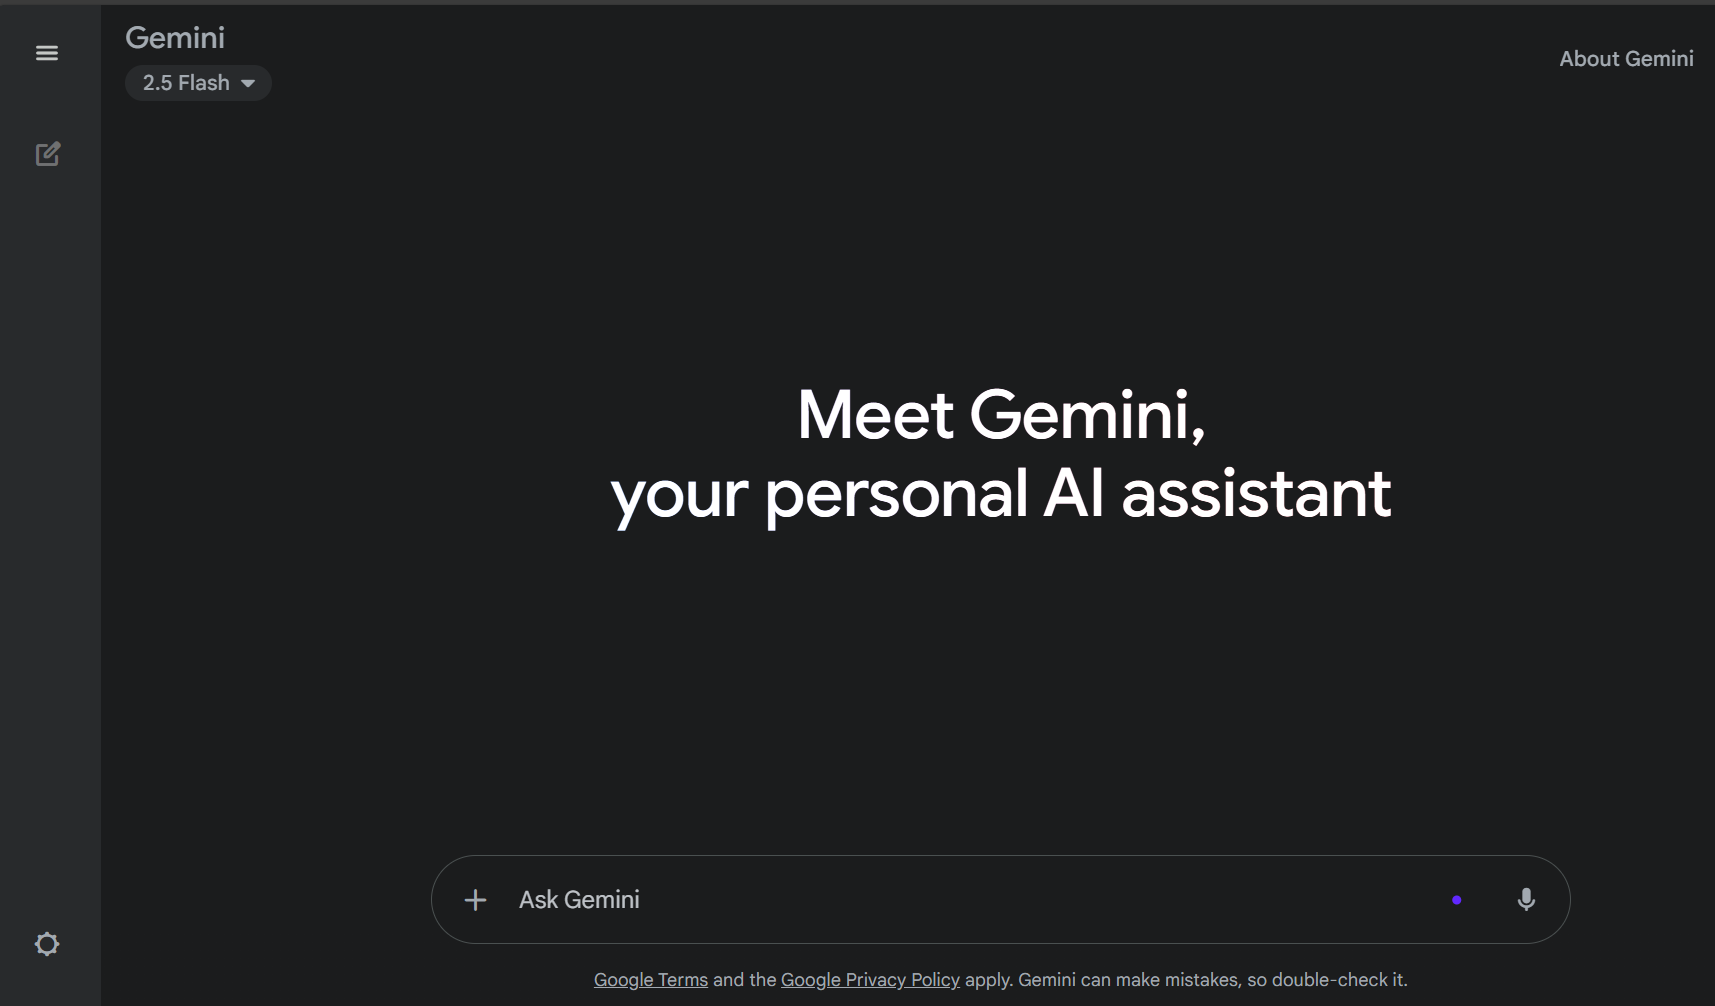 Gemini
2.5 Flash
About Gemini
Meet Gemini,
your personal AI assistant
Ask Gemini
Google Terms and the Google Privacy Policy apply. Gemini can make mistakes, so double-check it.